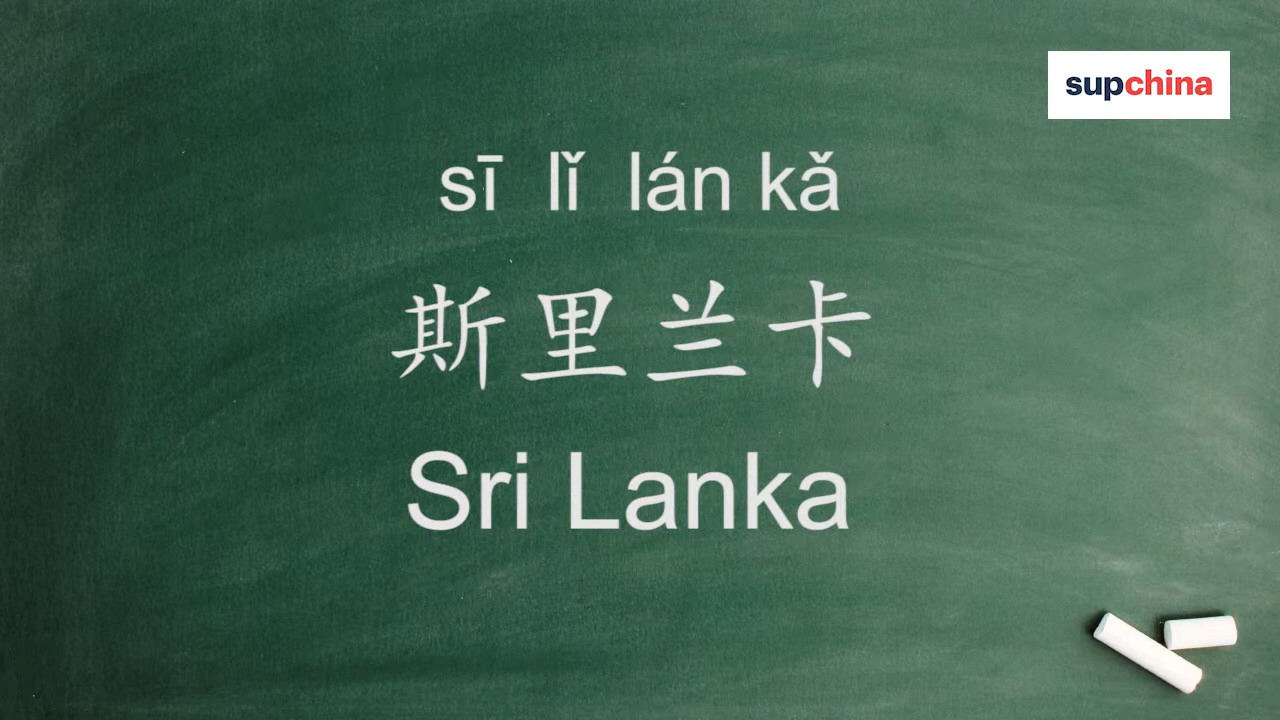 supchina
sī lǐ lán kǎ
斯里兰卡
Sri Lanka